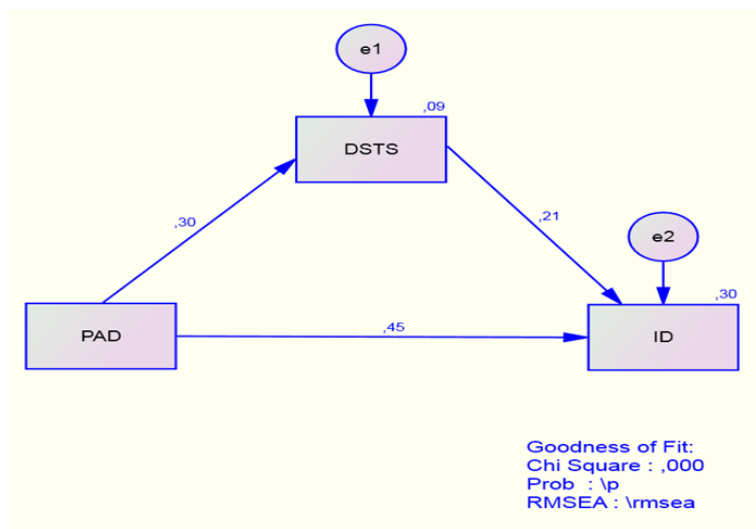 e1
,09
DSTS
,30
,21
e2
,30
PAD
,45
ID
Goodness of Fit:
Chi Square : ,000
Prob : \p
RMSEA : \rmsea